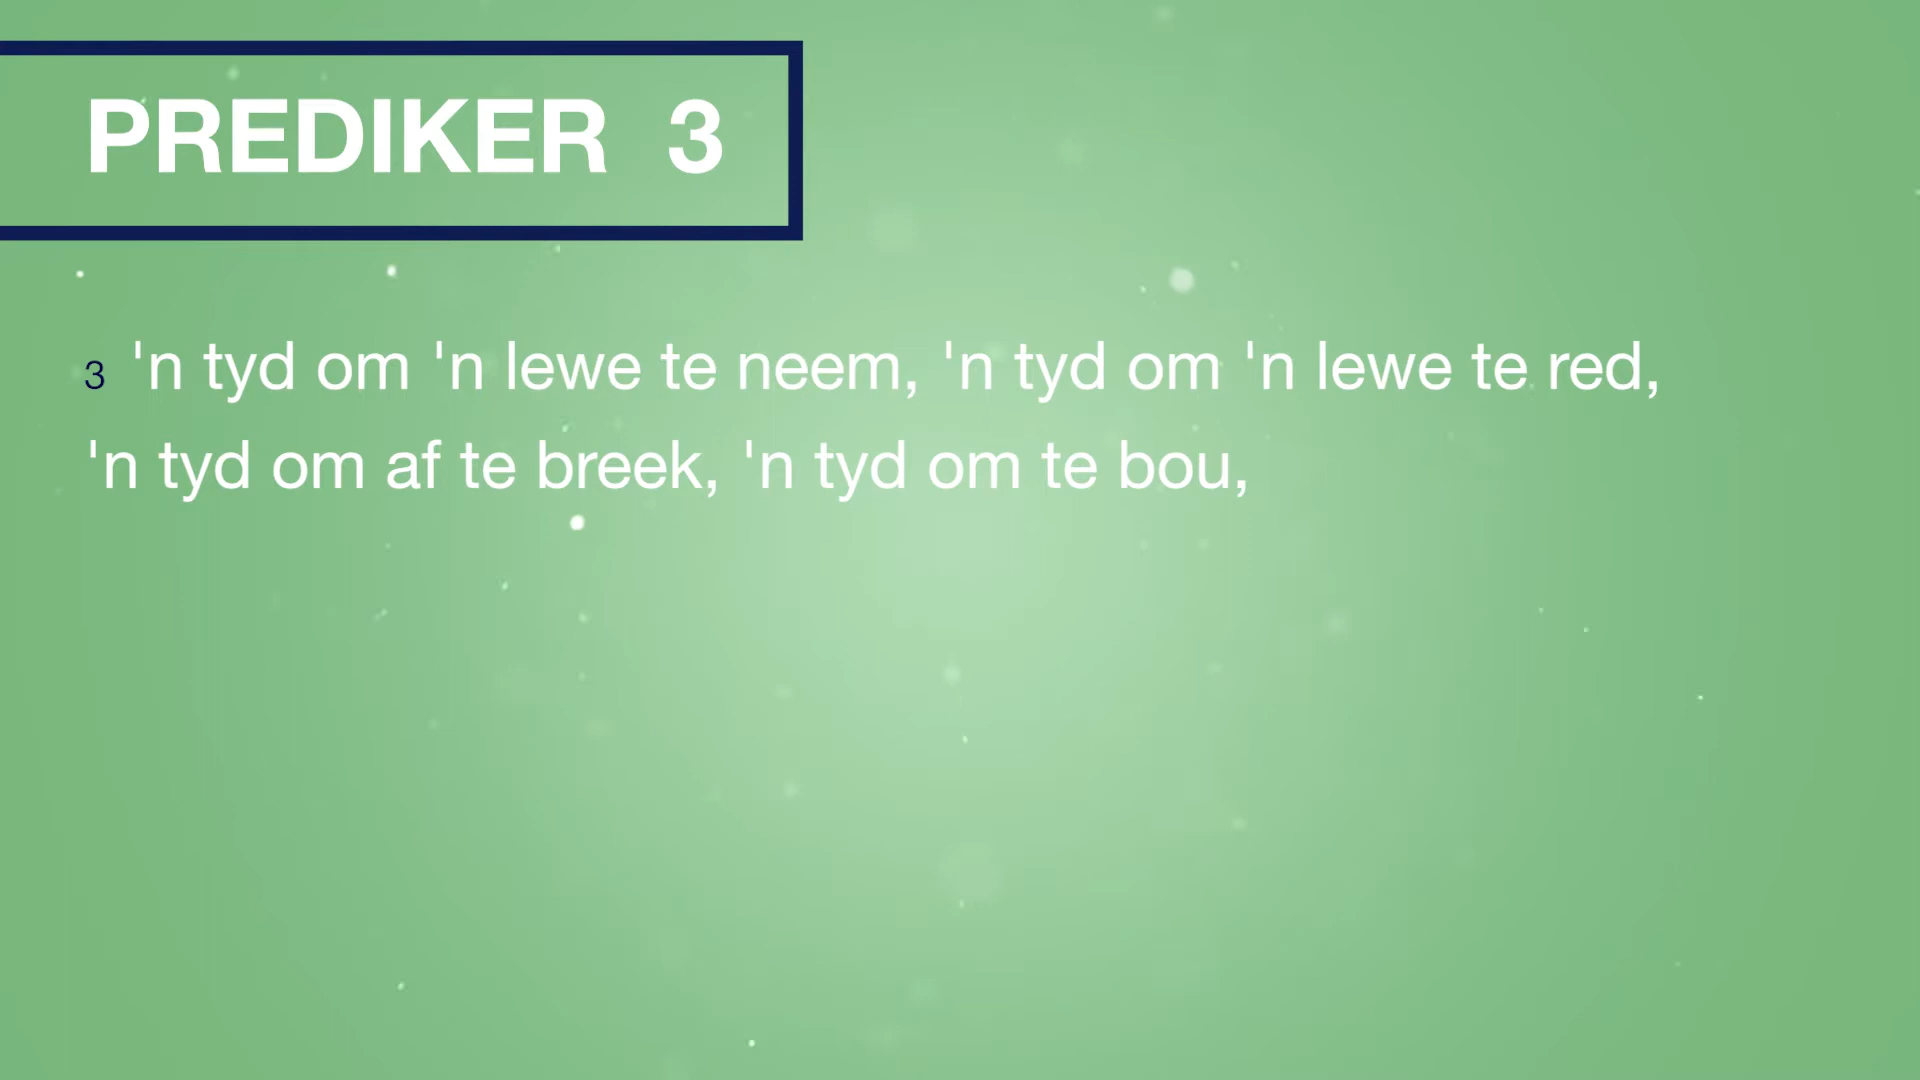 PREDIKER 3
3 'n tyd om 'n lewe te neem, 'n tyd om 'n lewe te red,
'n tyd om af te breek, 'n tyd om te bou,